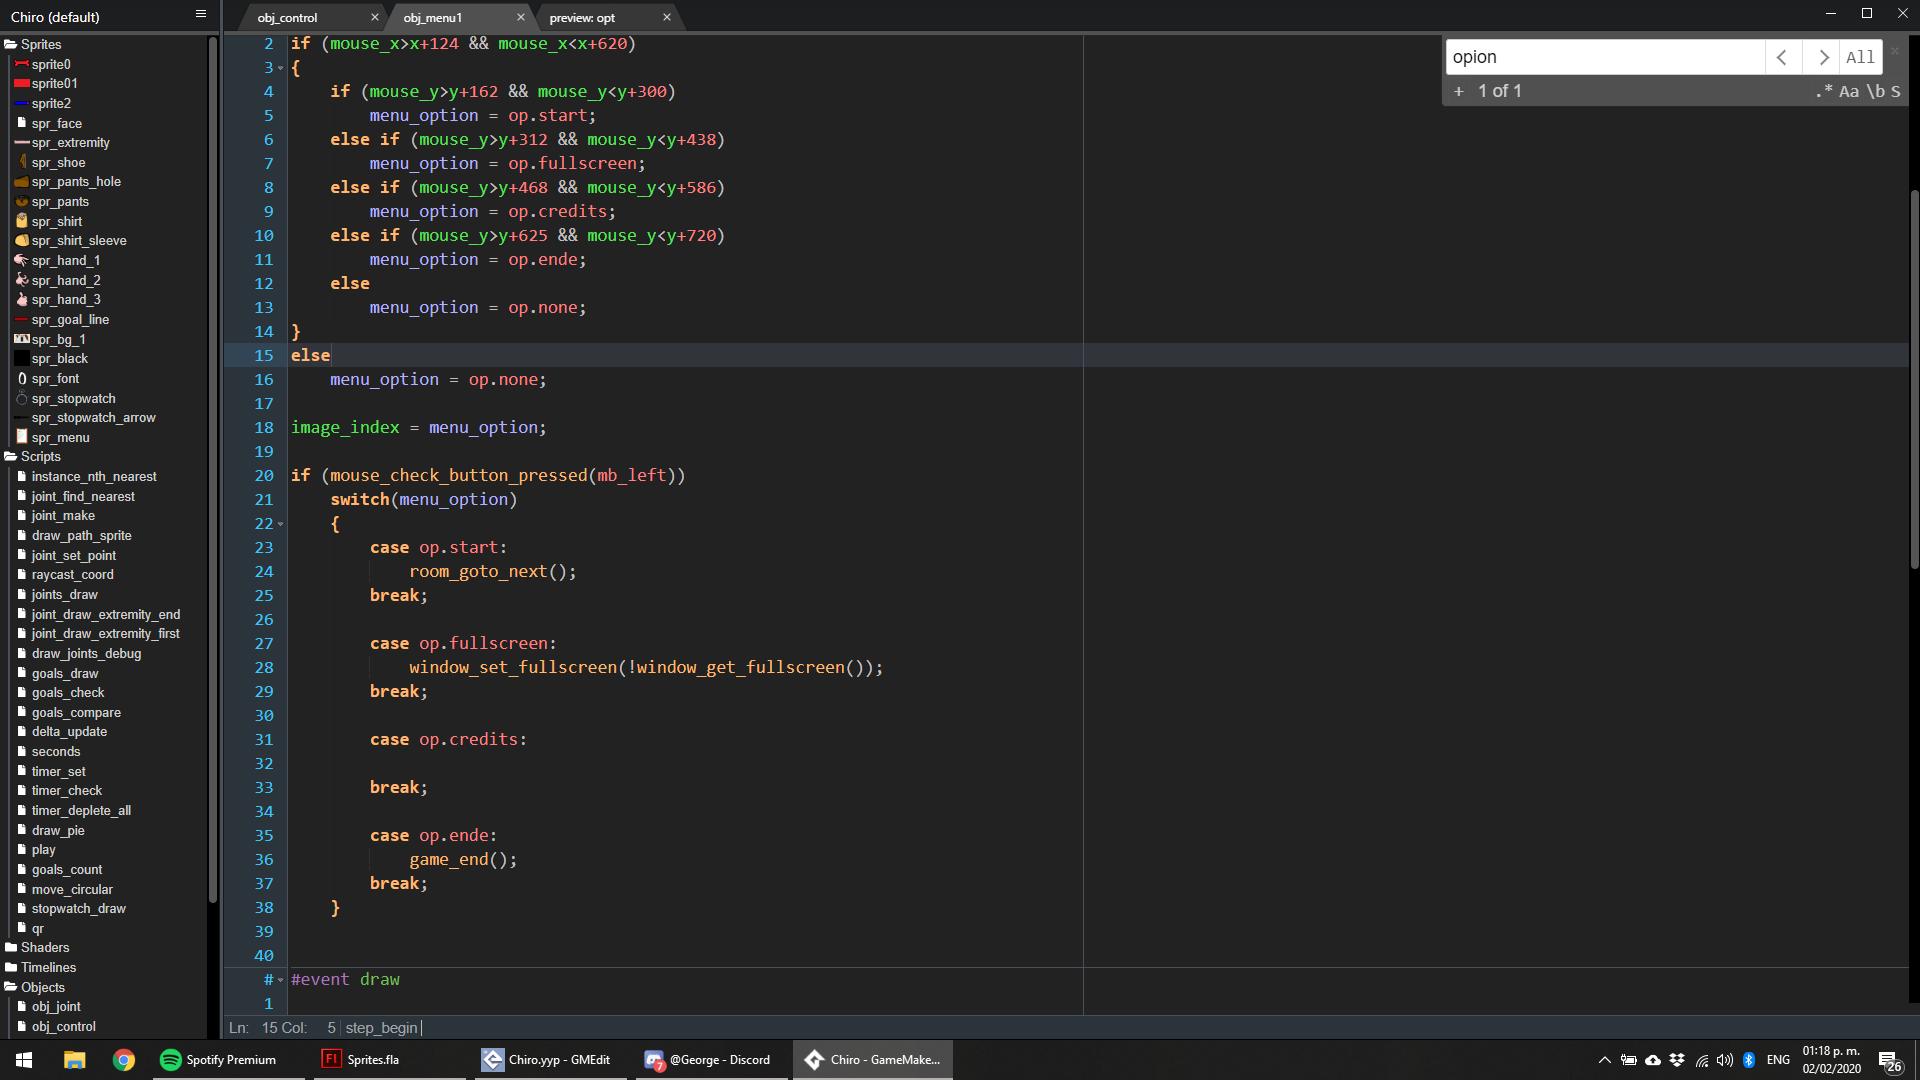 Chiro (default)
obj_control
obj_menu1
preview: opt
Sprites
sprite0
sprite01
sprite2
spr_face
spr_extremity
spr_shoe
spr_pants_hole
spr_pants
spr_shirt
spr_shirt_sleeve
spr_hand_1
spr_hand_2
spr_hand_3
spr_goal_line
spr_bg_1
spr_black
spr_font
spr_stopwatch
spr_stopwatch_arrow
spr_menu
Scripts
instance_nth_nearest
joint_find_nearest
joint_make
draw_path_sprite
joint_set_point
raycast_coord
joints_draw
joint_draw_extremity_end
joint_draw_extremity_first
draw_joints_debug
goals_draw
goals_check
goals_compare
delta_update
seconds
timer_set
timer_check
timer_deplete_all
draw_pie
play
goals_count
move_circular
stopwatch_draw
qr
Shaders
Timelines
Objects
obj_joint
obj_control
2 if (mouse_x>x+124 && mouse_x<x+620)
3 {
4 if (mouse_y>y+162 && mouse_y<y+300)
5 menu_option = op.start;
6 else if (mouse_y>y+312 && mouse_y<y+438)
7 menu_option = op.fullscreen;
8 else if (mouse_y>y+468 && mouse_y<y+586)
9 menu_option = op.credits;
10 else if (mouse_y>y+625 && mouse_y<y+720)
11 menu_option = op.ende;
12 else
13 menu_option = op.none;
14 }
15 else
16 menu_option = op.none;
17
18 image_index = menu_option;
19
20 if (mouse_check_button_pressed(mb_left))
21 switch(menu_option)
22 {
23 case op.start:
24 room_goto_next();
25 break;
26
27 case op.fullscreen:
28 window_set_fullscreen(!window_get_fullscreen());
29 break;
30
31 case op.credits:
32
33 break;
34
35 case op.ende:
36 game_end();
37 break;
38 }
39
40
# #event draw
1
opion All
+ 1 of 1 .* Aa \b S
Ln: 15 Col: 5 step_begin
Spotify Premium
Fl Sprites.fla
Chiro.yyp - GMEdit
7 @George - Discord
Chiro - GameMake...
ENG
01:18 p. m.
02/02/2020
26